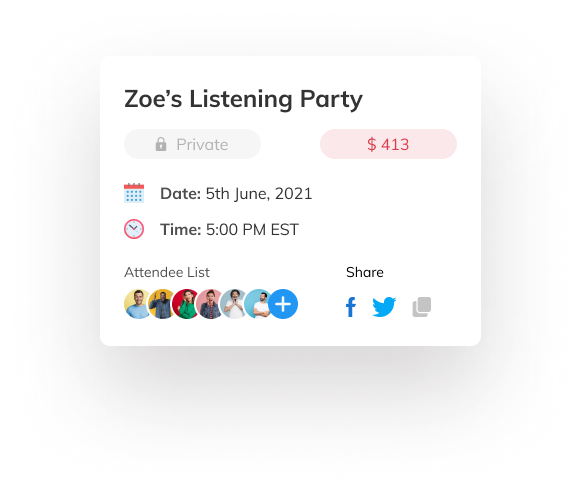 Zoe’s Listening Party
Private
$ 413
Date: 5th June, 2021
Time: 5:00 PM EST
Attendee List
Share